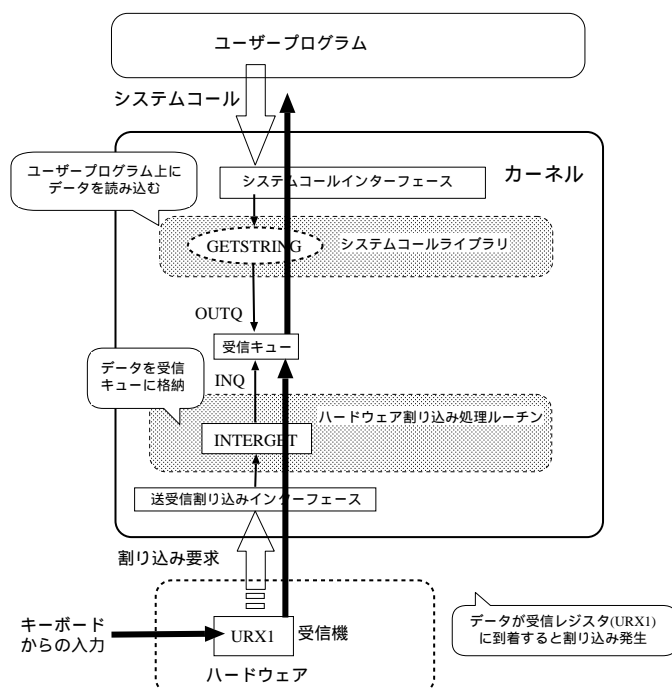 ユーザープログラム
システムコール
ユーザープログラム上に
データを読み込む
システムコールインターフェース
カーネル
GETSTRING
システムコールライブラリ
OUTQ
受信キュー
データを受信
キューに格納
INQ
ハードウェア割り込み処理ルーチン
INTERGET
送受信割り込みインターフェース
割り込み要求
キーボード
からの入力
URX1
受信機
ハードウェア
データが受信レジスタ(URX1)
に到着すると割り込み発生